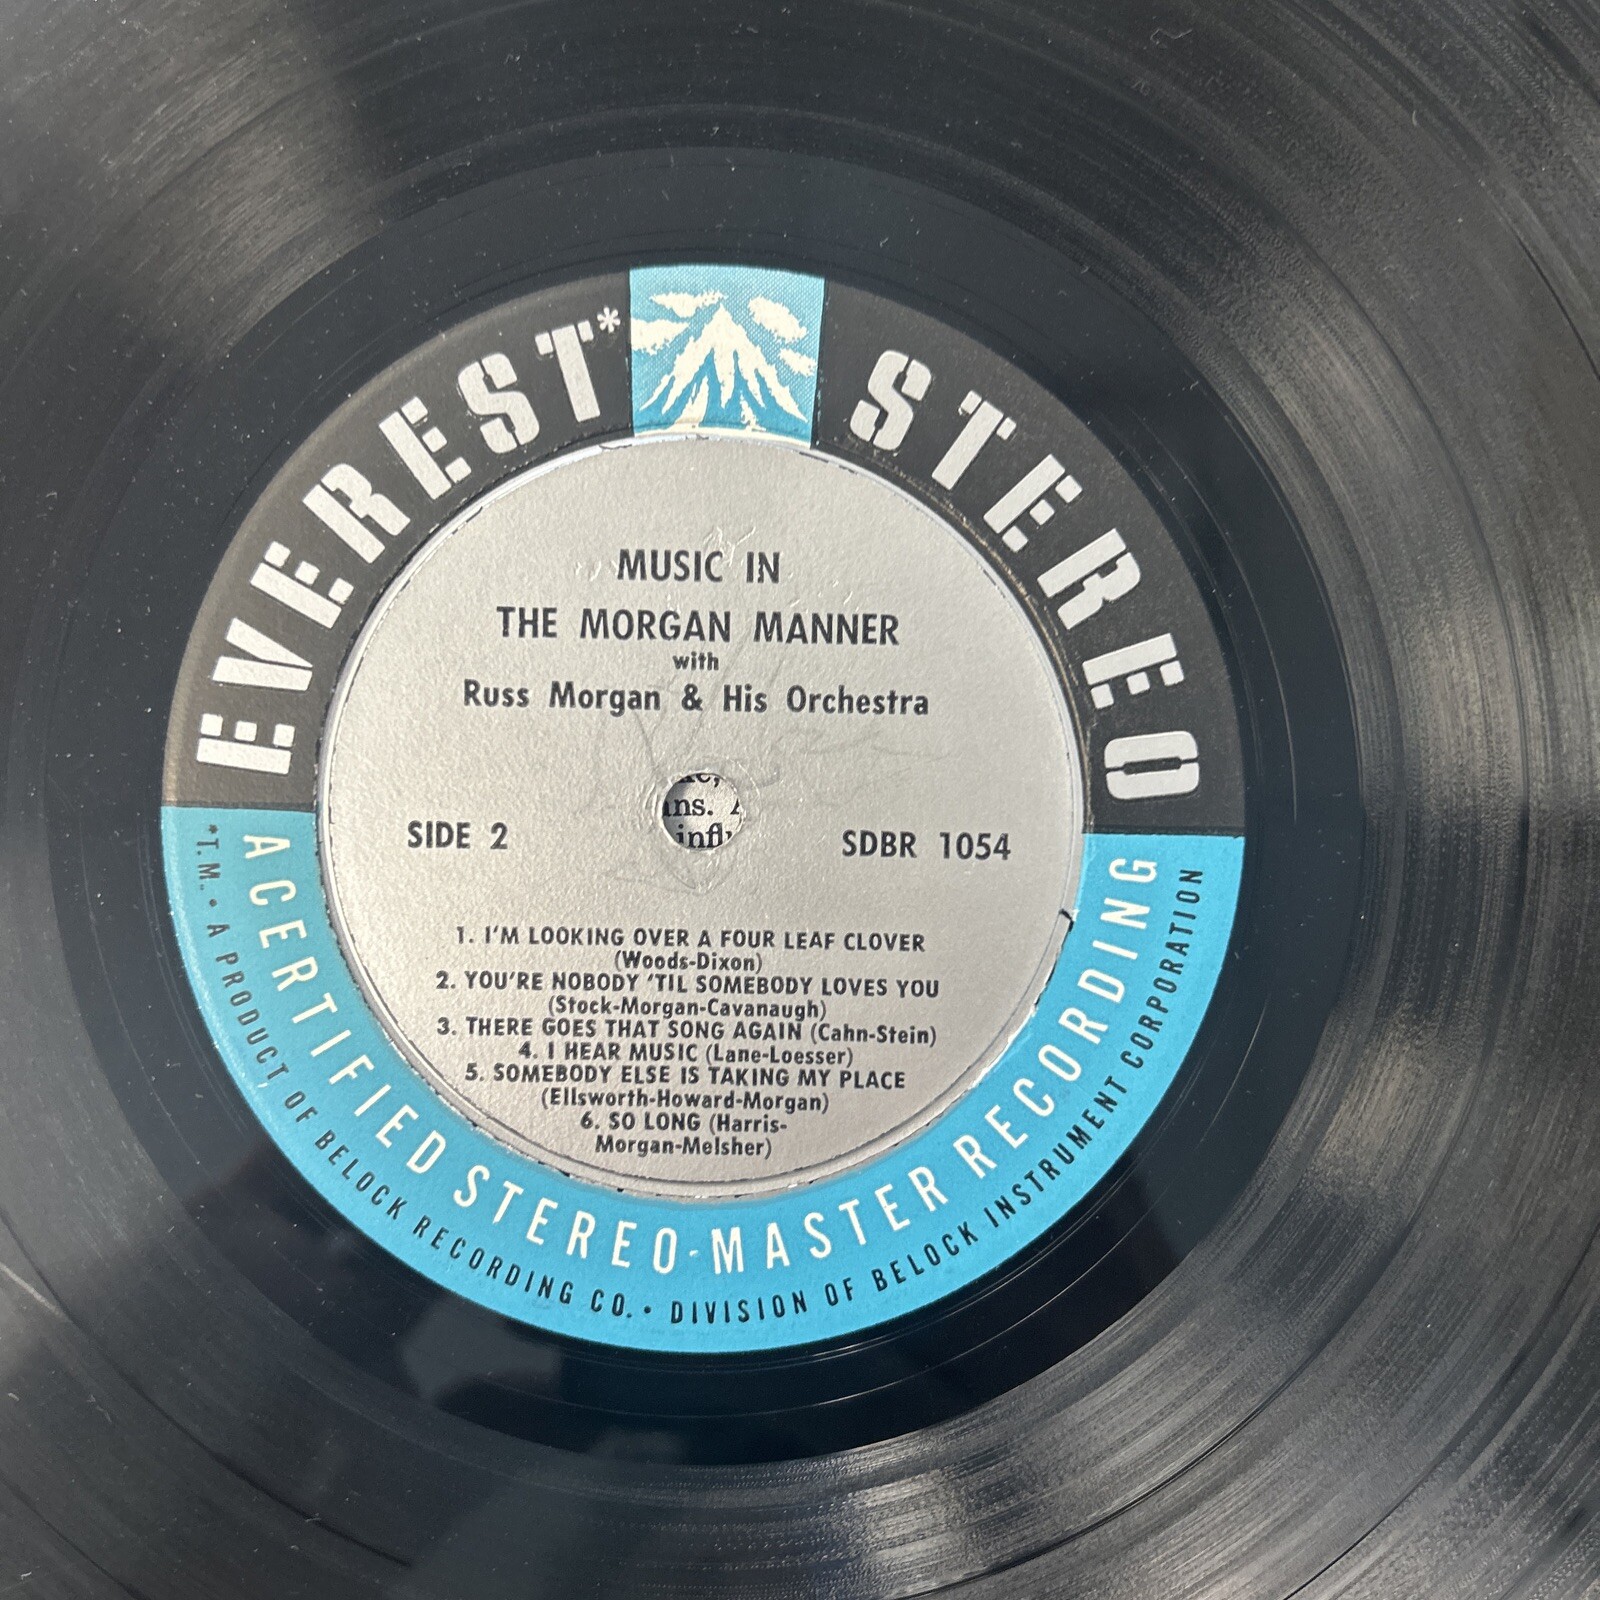 EVEREST* STEREO
MUSIC IN
THE MORGAN MANNER
with
Russ Morgan & His Orchestra
SIDE 2
SDBR 1054
1. I'M LOOKING OVER A FOUR LEAF CLOVER
(Woods-Dixon)
2. YOU'RE NOBODY 'TIL SOMEBODY LOVES YOU
(Stock-Morgan-Cavanaugh)
3. THERE GOES THAT SONG AGAIN (Cahn-Stein)
4. I HEAR MUSIC (Lane-Loesser)
5. SOMEBODY ELSE IS TAKING MY PLACE
(Ellsworth-Howard-Morgan)
6. SO LONG (Harris-
Morgan-Melsher)
A CERTIFIED STEREO-MASTER RECORDING
*T.M. • A PRODUCT OF BELOCK RECORDING CO. • DIVISION OF BELOCK INSTRUMENT CORPORATION